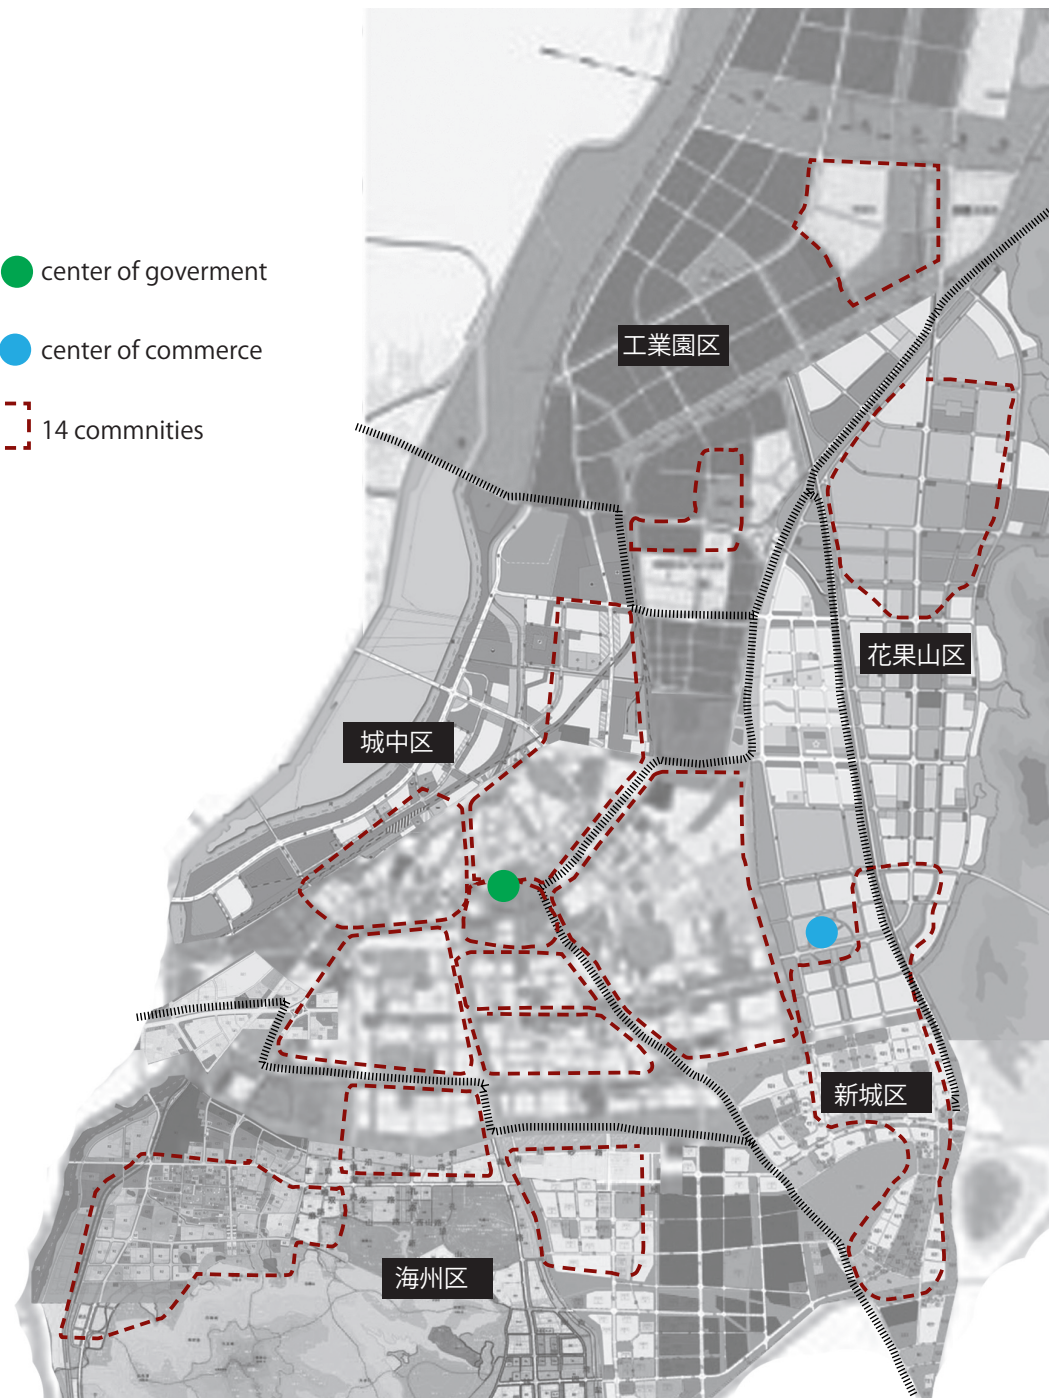 center of goverment
center of commerce
14 commnities
工業園区
花果山区
城中区
新城区
海州区